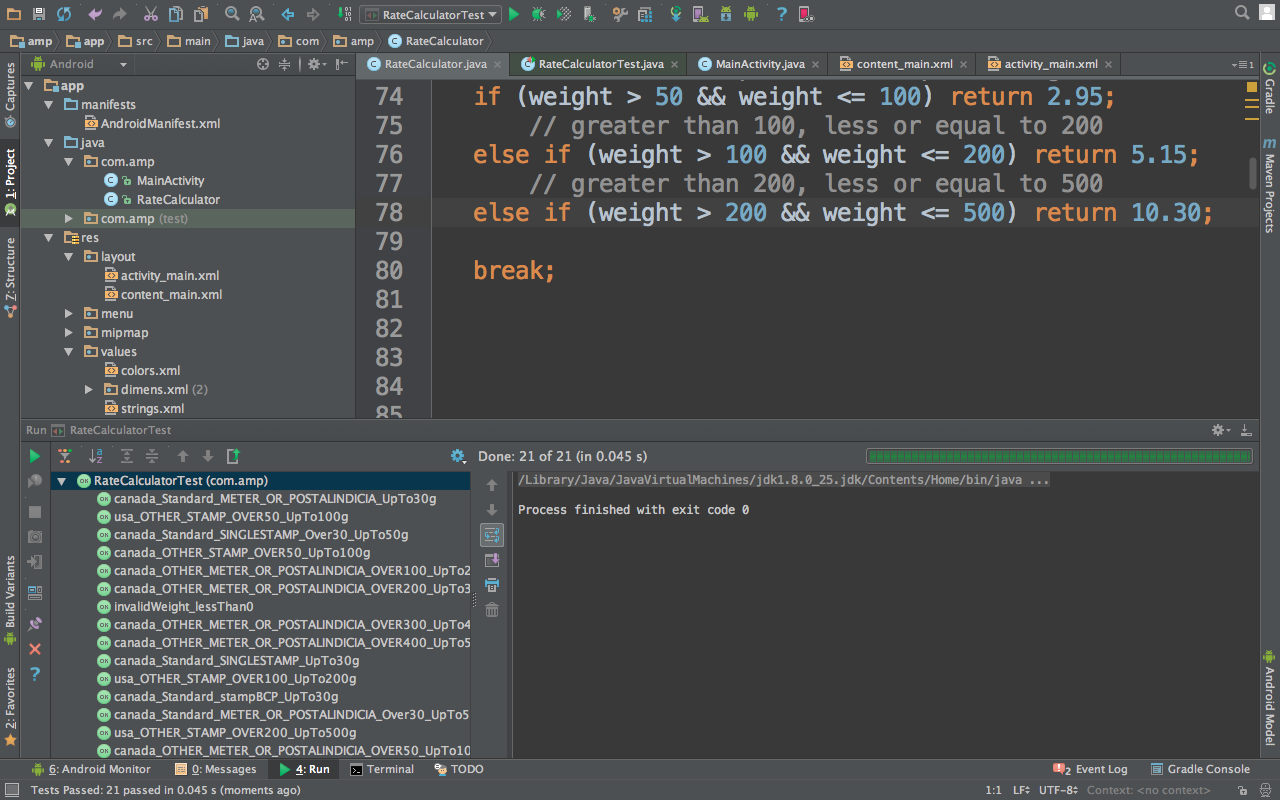 RateCalculatorTest
amp app src main java com amp RateCalculator
Android
RateCalculator.java RateCalculatorTest.java MainActivity.java content_main.xml activity_main.xml
1
Captures
1: Project
7: Structure
Build Variants
2: Favorites
app
manifests
AndroidManifest.xml
java
com.amp
MainActivity
RateCalculator
com.amp (test)
res
layout
activity_main.xml
content_main.xml
menu
mipmap
values
colors.xml
dimens.xml (2)
strings.xml
74 if (weight > 50 && weight <= 100) return 2.95;
75 // greater than 100, less or equal to 200
76 else if (weight > 100 && weight <= 200) return 5.15;
77 // greater than 200, less or equal to 500
78 else if (weight > 200 && weight <= 500) return 10.30;
79
80 break;
81
82
83
84
85
Gradle
Maven Projects
Android Model
Run RateCalculatorTest
Done: 21 of 21 (in 0.045 s)
RateCalculatorTest (com.amp)
canada_Standard_METER_OR_POSTALINDICIA_UpTo30g
usa_OTHER_STAMP_OVER50_UpTo100g
canada_Standard_SINGLESTAMP_Over30_UpTo50g
canada_OTHER_STAMP_OVER50_UpTo100g
canada_OTHER_METER_OR_POSTALINDICIA_OVER100_UpTo2
canada_OTHER_METER_OR_POSTALINDICIA_OVER200_UpTo3
invalidWeight_lessThan0
canada_OTHER_METER_OR_POSTALINDICIA_OVER300_UpTo4
canada_OTHER_METER_OR_POSTALINDICIA_OVER400_UpTo5
canada_Standard_SINGLESTAMP_UpTo30g
usa_OTHER_STAMP_OVER100_UpTo200g
canada_Standard_stampBCP_UpTo30g
canada_Standard_METER_OR_POSTALINDICIA_Over30_UpTo5
usa_OTHER_STAMP_OVER200_UpTo500g
canada_OTHER_METER_OR_POSTALINDICIA_OVER50_UpTo10
/Library/Java/JavaVirtualMachines/jdk1.8.0_25.jdk/Contents/Home/bin/java ...
Process finished with exit code 0
6: Android Monitor 0: Messages 4: Run Terminal TODO 2 Event Log Gradle Console
Tests Passed: 21 passed in 0.045 s (moments ago) 1:1 LF UTF-8 Context: <no context>